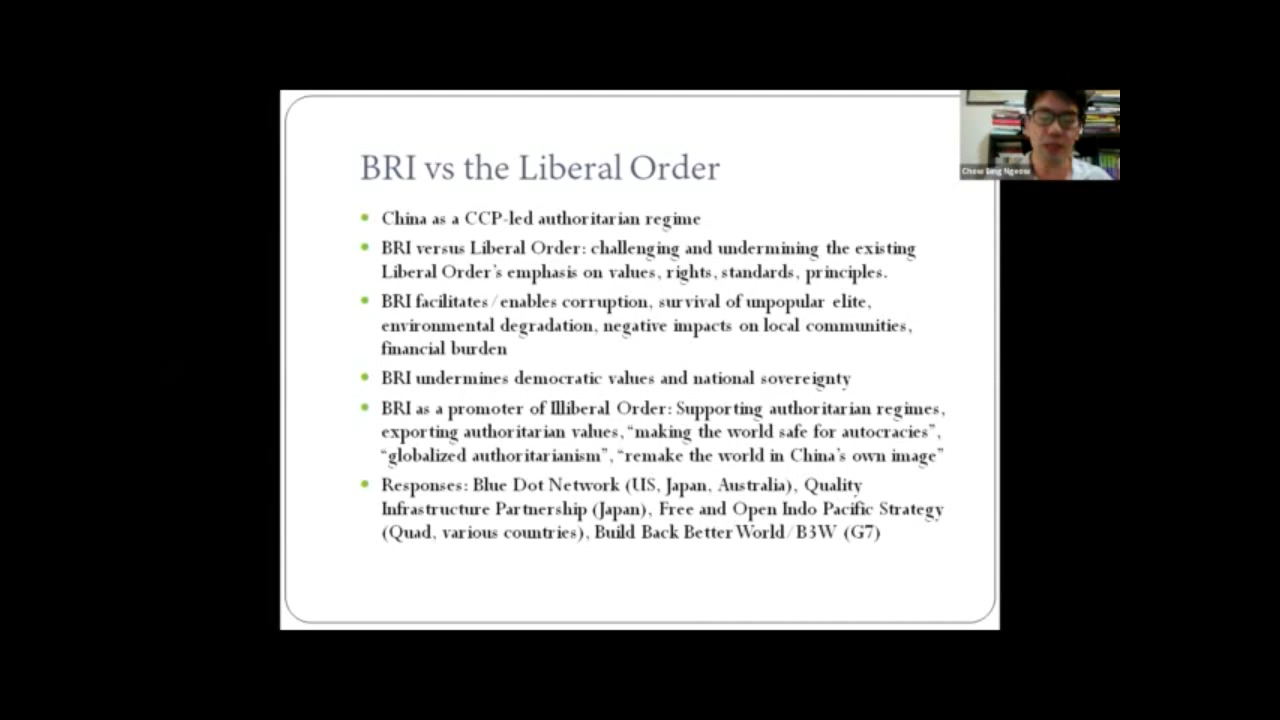 BRI vs the Liberal Order
China as a CCP-led authoritarian regime
BRI versus Liberal Order: challenging and undermining the existing
Liberal Order's emphasis on values, rights, standards, principles.
BRI facilitates/enables corruption, survival of unpopular elite,
environmental degradation, negative impacts on local communities,
financial burden
BRI undermines democratic values and national sovereignty
BRI as a promoter of Illiberal Order: Supporting authoritarian regimes,
exporting authoritarian values, “making the world safe for autocracies”,
“globalized authoritarianism”, “remake the world in China's own image”
Responses: Blue Dot Network (US, Japan, Australia), Quality
Infrastructure Partnership (Japan), Free and Open Indo Pacific Strategy
(Quad, various countries), Build Back Better World/B3W (G7)
Chow Bing Ngeow